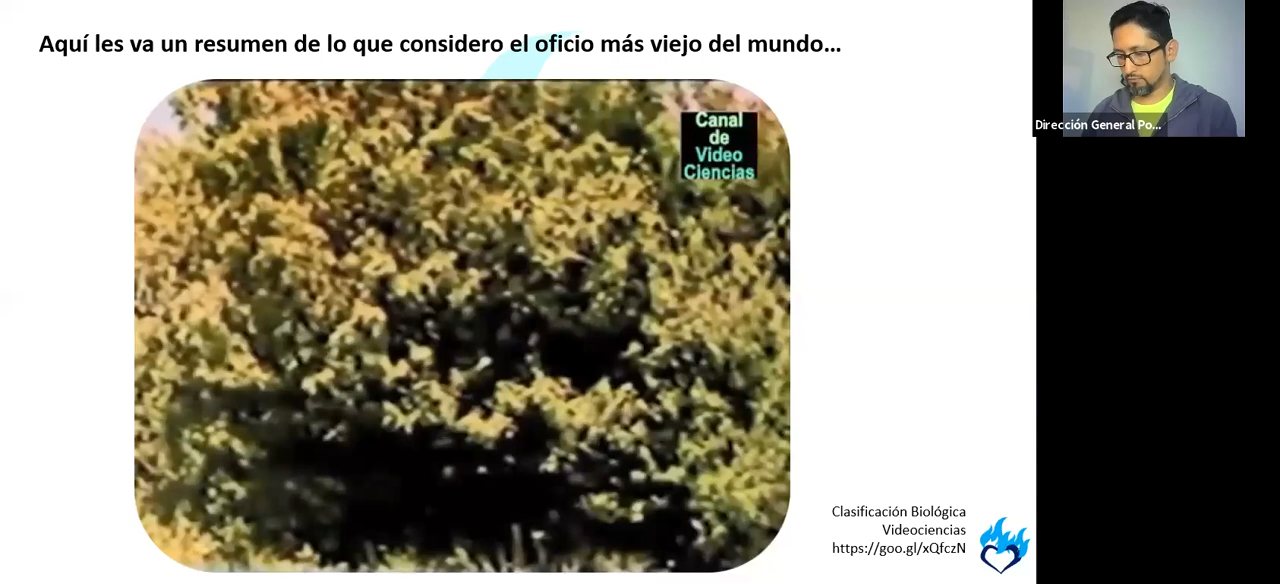 Aquí les va un resumen de lo que considero el oficio más viejo del mundo...
Canal
de
Video
Ciencias
Dirección General Po...
Clasificación Biológica
Videociencias
https://goo.gl/xQfczN